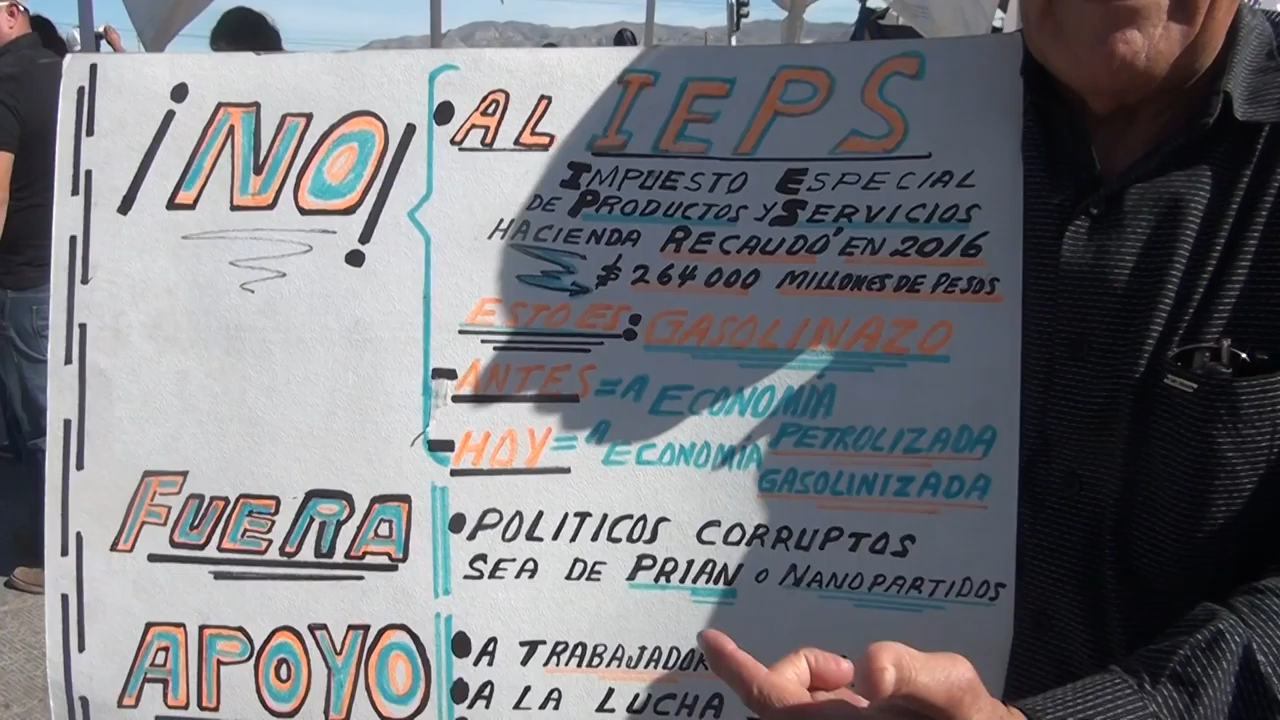 ¡NO!
• AL IEPS
IMPUESTO ESPECIAL
DE PRODUCTOS Y SERVICIOS
HACIENDA RECAUDÓ EN 2016
$ 264 000 MILLONES DE PESOS
ESTO ES: GASOLINAZO
ANTES = A ECONOMÍA
PETROLIZADA
HOY = A ECONOMÍA
GASOLINIZADA
FUERA
• POLITICOS CORRUPTOS
SEA DE PRIAN O NANOPARTIDOS
APOYO
• A TRABAJADOR
• A LA LUCHA